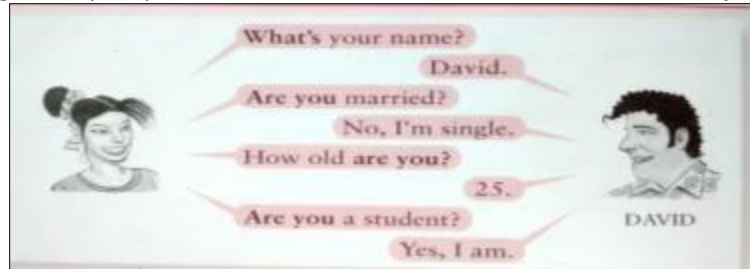 What's your name?
David.
Are you married?
No, I'm single.
How old are you?
25.
Are you a student?
Yes, I am.
DAVID